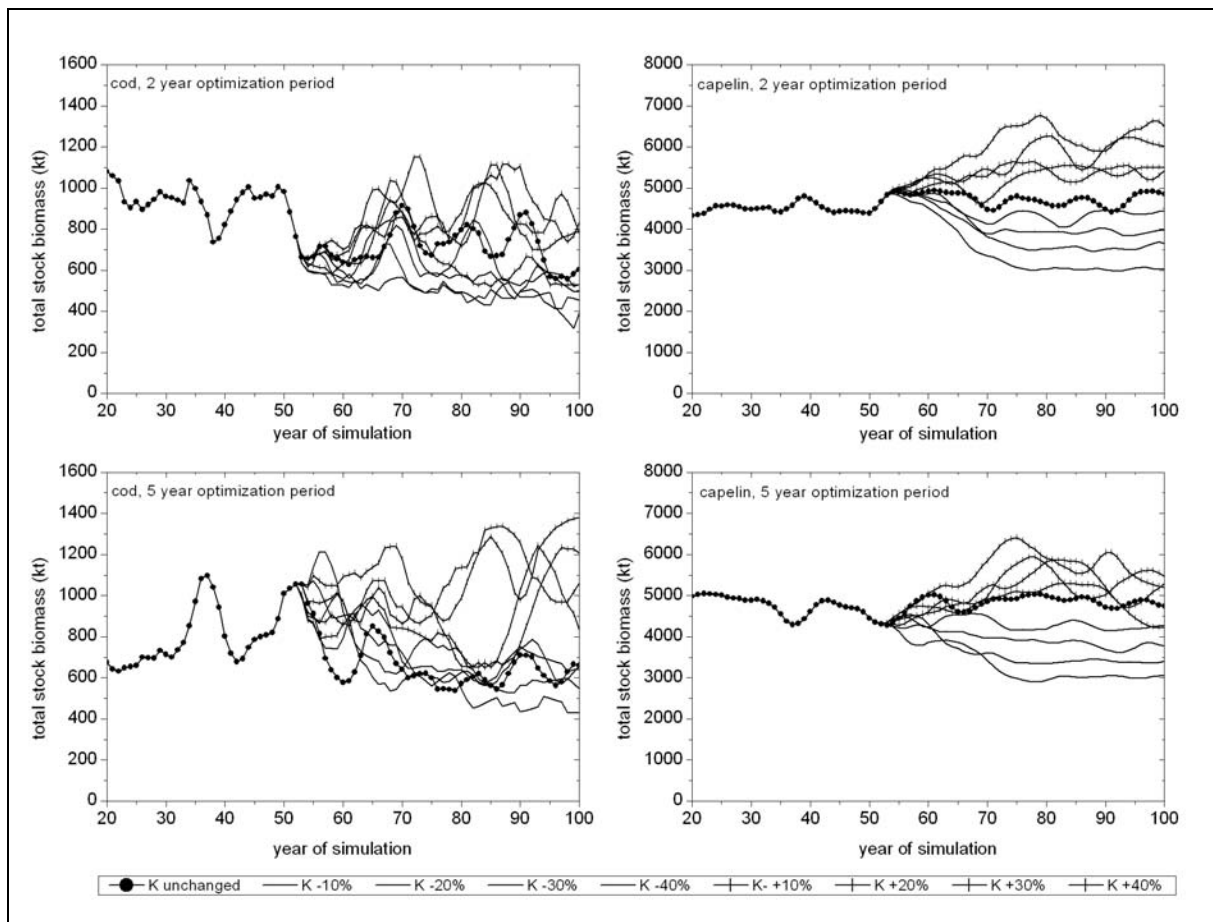 cod, 2 year optimization period
total stock biomass (kt)
1600
1400
1200
1000
800
600
400
200
0
20 30 40 50 60 70 80 90 100
year of simulation
capelin, 2 year optimization period
total stock biomass (kt)
8000
7000
6000
5000
4000
3000
2000
1000
0
20 30 40 50 60 70 80 90 100
year of simulation
cod, 5 year optimization period
total stock biomass (kt)
1600
1400
1200
1000
800
600
400
200
0
20 30 40 50 60 70 80 90 100
year of simulation
capelin, 5 year optimization period
total stock biomass (kt)
8000
7000
6000
5000
4000
3000
2000
1000
0
20 30 40 50 60 70 80 90 100
year of simulation
K unchanged K -10% K -20% K -30% K -40% K- +10% K +20% K +30% K +40%